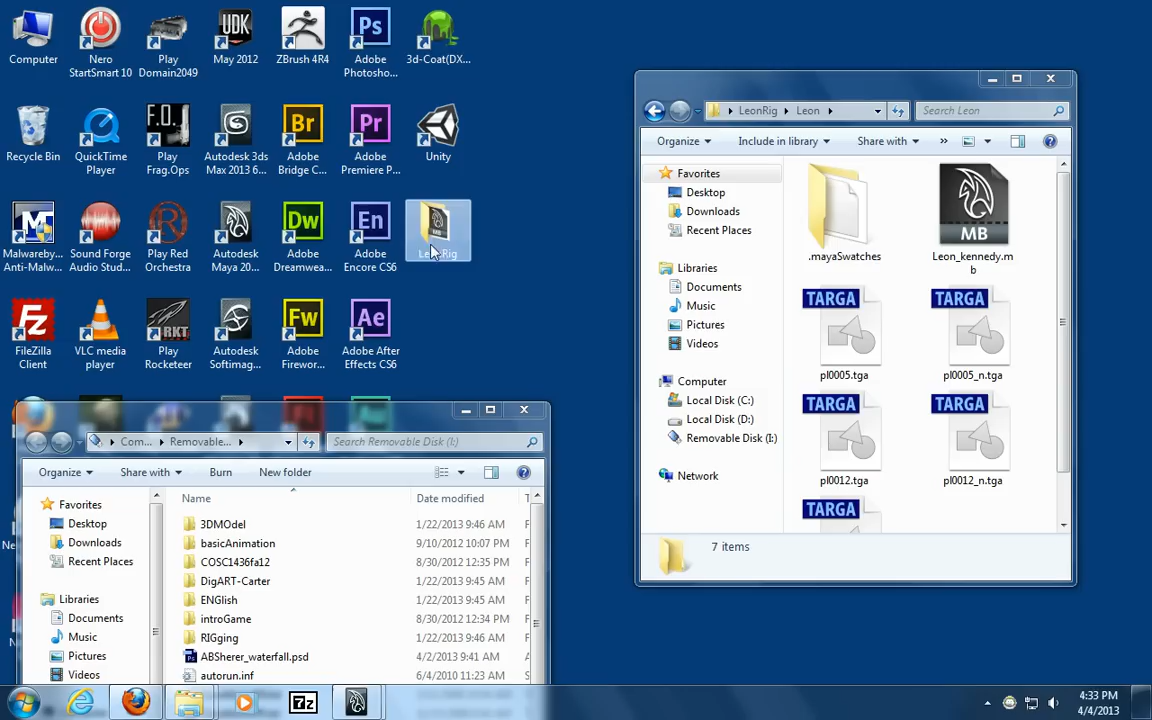 Computer
Nero
StartSmart 10
Play
Domain2049
UDK
May 2012
ZBrush 4R4
Ps
Adobe
Photosho...
3d-Coat(DX...
Recycle Bin
QuickTime
Player
F.O.
Play
Frag.Ops
Autodesk 3ds
Max 2013 6...
Br
Adobe
Bridge C...
Pr
Adobe
Premiere P...
Unity
Malwareby...
Anti-Malw...
Sound Forge
Audio Stud...
Play Red
Orchestra
Autodesk
Maya 20...
Dw
Adobe
Dreamwea...
En
Adobe
Encore CS6
MB
LeonRig
Fz
FileZilla
Client
VLC media
player
RKT
Play
Rocketeer
Autodesk
Softimag...
Fw
Adobe
Firewor...
Ae
Adobe After
Effects CS6
LeonRig
Leon
Search Leon
Organize
Include in library
Share with
»
Favorites
Desktop
Downloads
Recent Places
Libraries
Documents
Music
Pictures
Videos
Computer
Local Disk (C:)
Local Disk (D:)
Removable Disk (I:)
Network
.mayaSwatches
MB
Leon_kennedy.m
b
TARGA
pl0005.tga
TARGA
pl0005_n.tga
TARGA
pl0012.tga
TARGA
pl0012_n.tga
TARGA
7 items
Com...
Removable...
Search Removable Disk (I:)
Organize
Share with
Burn
New folder
Favorites
Desktop
Downloads
Recent Places
Libraries
Documents
Music
Pictures
Videos
Name
Date modified
T
3DMOdel
1/22/2013 9:46 AM
F
basicAnimation
9/10/2012 10:07 PM
F
COSC1436fa12
8/30/2012 12:35 PM
F
DigART-Carter
1/22/2013 9:45 AM
F
ENGlish
1/22/2013 9:45 AM
F
introGame
8/30/2012 12:34 PM
F
RIGging
1/22/2013 9:46 AM
F
ABSherer_waterfall.psd
4/2/2013 9:41 AM
A
autorun.inf
6/4/2010 11:23 AM
7z
4:33 PM
4/4/2013